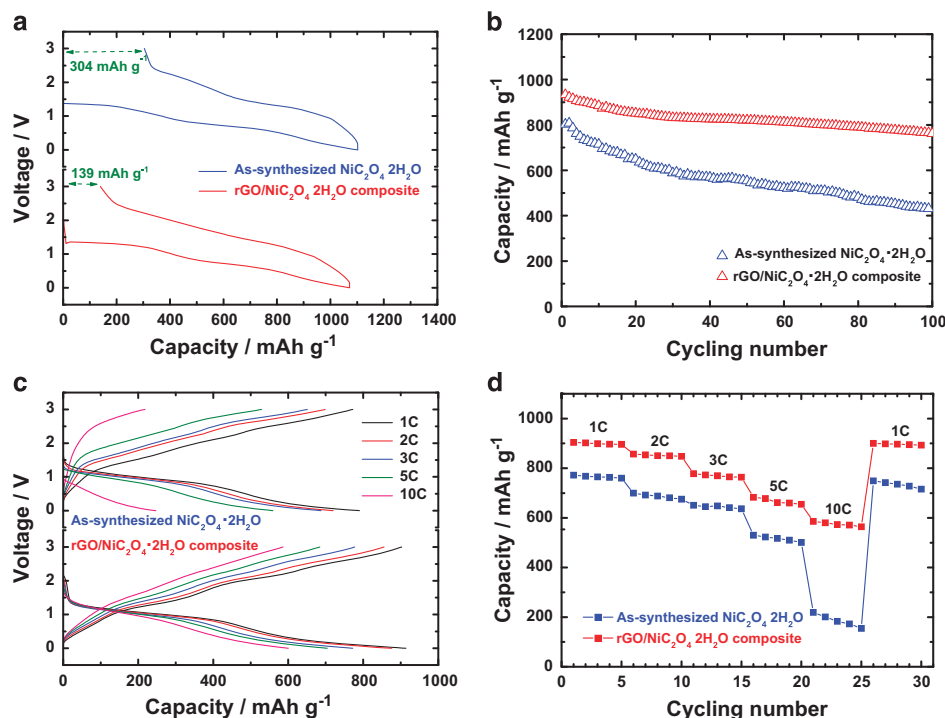 a
Voltage / V
3
2
1
0
3
2
1
0
304 mAh g⁻¹
As-synthesized NiC₂O₄ 2H₂O
139 mAh g⁻¹
rGO/NiC₂O₄ 2H₂O composite
0 200 400 600 800 1000 1200 1400
Capacity / mAh g⁻¹
b
Capacity / mAh g⁻¹
1200
1000
800
600
400
200
0
As-synthesized NiC₂O₄·2H₂O
rGO/NiC₂O₄·2H₂O composite
0 20 40 60 80 100
Cycling number
c
Voltage / V
3
2
1
0
3
2
1
0
1C
2C
3C
5C
10C
As-synthesized NiC₂O₄·2H₂O
rGO/NiC₂O₄·2H₂O composite
0 200 400 600 800 1000
Capacity / mAh g⁻¹
d
Capacity / mAh g⁻¹
1000
800
600
400
200
0
1C
2C
3C
5C
10C
1C
As-synthesized NiC₂O₄ 2H₂O
rGO/NiC₂O₄ 2H₂O composite
0 5 10 15 20 25 30
Cycling number